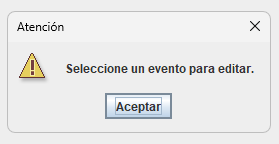 Atención
Seleccione un evento para editar.
Aceptar